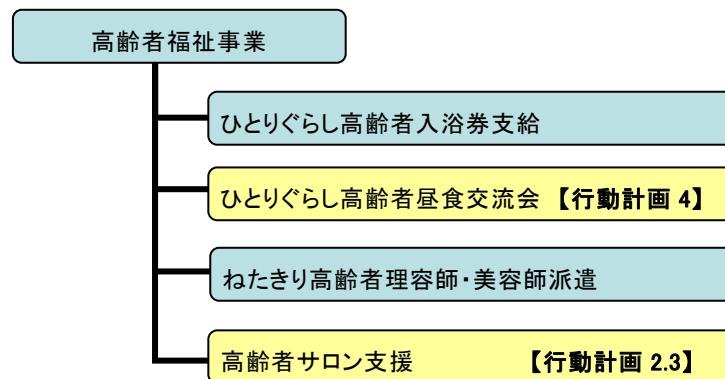 高齢者福祉事業
ひとりぐらし高齢者入浴券支給
ひとりぐらし高齢者昼食交流会 【行動計画 4】
ねたきり高齢者理容師・美容師派遣
高齢者サロン支援 【行動計画 2.3】